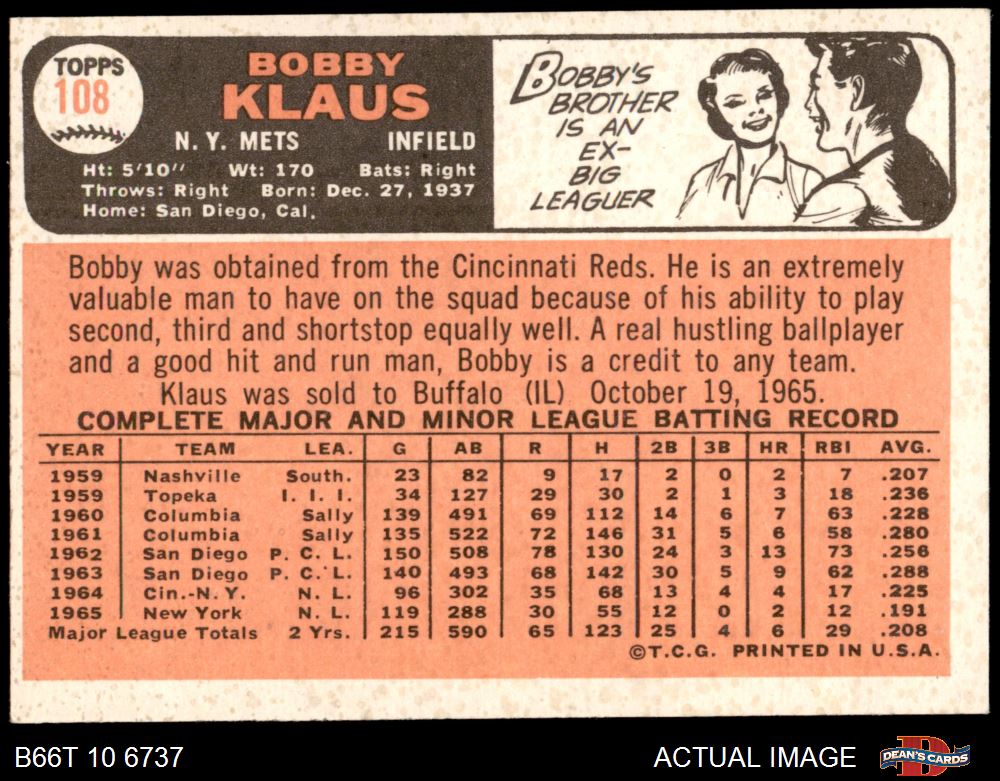 TOPPS
108
BOBBY
KLAUS
N. Y. METS INFIELD
Ht: 5'10" Wt: 170 Bats: Right
Throws: Right Born: Dec. 27, 1937
Home: San Diego, Cal.
BOBBY'S
BROTHER
IS AN
EX-
BIG
LEAGUER
Bobby was obtained from the Cincinnati Reds. He is an extremely
valuable man to have on the squad because of his ability to play
second, third and shortstop equally well. A real hustling ballplayer
and a good hit and run man, Bobby is a credit to any team.
Klaus was sold to Buffalo (IL) October 19, 1965.
COMPLETE MAJOR AND MINOR LEAGUE BATTING RECORD
YEAR TEAM LEA. G AB R H 2B 3B HR RBI AVG.
1959 Nashville South. 23 82 9 17 2 0 2 7 .207
1959 Topeka I. I. I. 34 127 29 30 2 1 3 18 .236
1960 Columbia Sally 139 491 69 112 14 6 7 63 .228
1961 Columbia Sally 135 522 72 146 31 5 6 58 .280
1962 San Diego P. C. L. 150 508 78 130 24 3 13 73 .256
1963 San Diego P. C. L. 140 493 68 142 30 5 9 62 .288
1964 Cin.-N. Y. N. L. 96 302 35 68 13 4 4 17 .225
1965 New York N. L. 119 288 30 55 12 0 2 12 .191
Major League Totals 2 Yrs. 215 590 65 123 25 4 6 29 .208
©T.C.G. PRINTED IN U.S.A.
B66T 10 6737 ACTUAL IMAGE DEAN'S CARDS